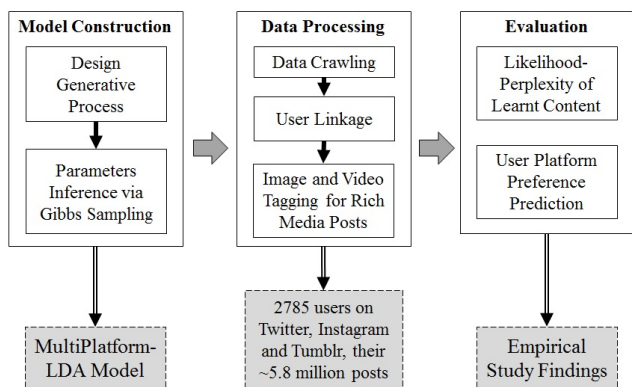 Model Construction
Design
Generative
Process
Parameters
Inference via
Gibbs Sampling
MultiPlatform-
LDA Model
Data Processing
Data Crawling
User Linkage
Image and Video
Tagging for Rich
Media Posts
2785 users on
Twitter, Instagram
and Tumblr, their
~5.8 million posts
Evaluation
Likelihood-
Perplexity of
Learnt Content
User Platform
Preference
Prediction
Empirical
Study Findings